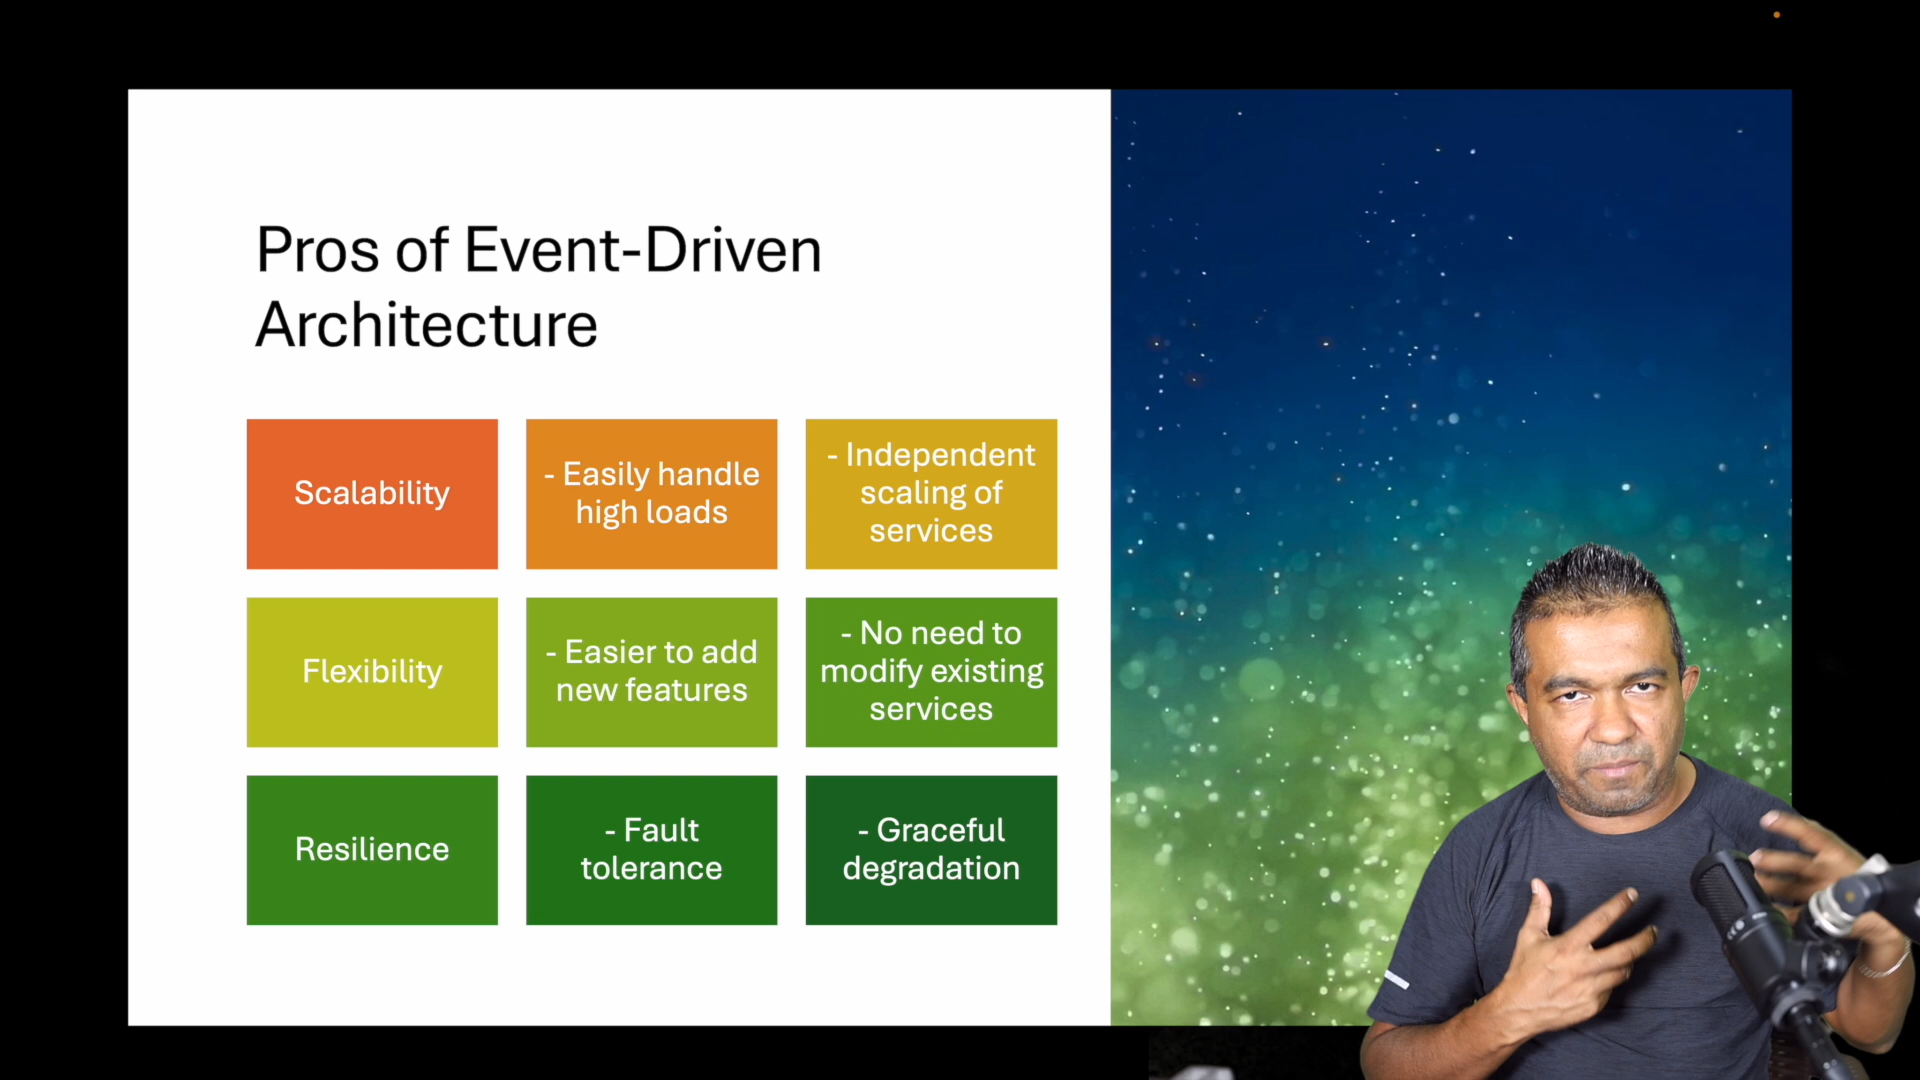 Pros of Event-Driven
Architecture
Scalability
- Easily handle
high loads
- Independent
scaling of
services
Flexibility
- Easier to add
new features
- No need to
modify existing
services
Resilience
- Fault
tolerance
- Graceful
degradation